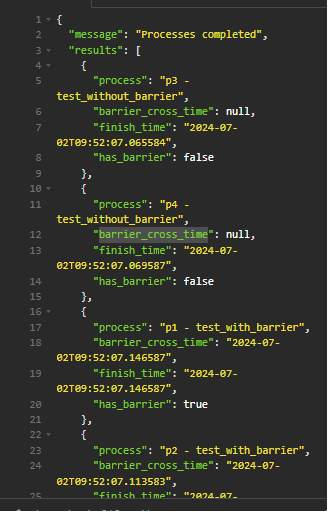 1 {
2 "message": "Processes completed",
3 "results": [
4 {
5 "process": "p3 -
test_without_barrier",
6 "barrier_cross_time": null,
7 "finish_time": "2024-07-
02T09:52:07.065584",
8 "has_barrier": false
9 },
10 {
11 "process": "p4 -
test_without_barrier",
12 "barrier_cross_time": null,
13 "finish_time": "2024-07-
02T09:52:07.069587",
14 "has_barrier": false
15 },
16 {
17 "process": "p1 - test_with_barrier",
18 "barrier_cross_time": "2024-07-
02T09:52:07.146587",
19 "finish_time": "2024-07-
02T09:52:07.146587",
20 "has_barrier": true
21 },
22 {
23 "process": "p2 - test_with_barrier",
24 "barrier_cross_time": "2024-07-
02T09:52:07.113583",
25 "finish_time": "2024-07-